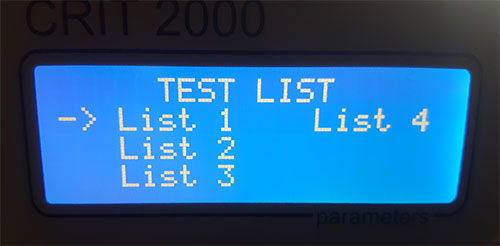 CRIT 2000
TEST LIST
-> List 1 List 4
List 2
List 3
parameters